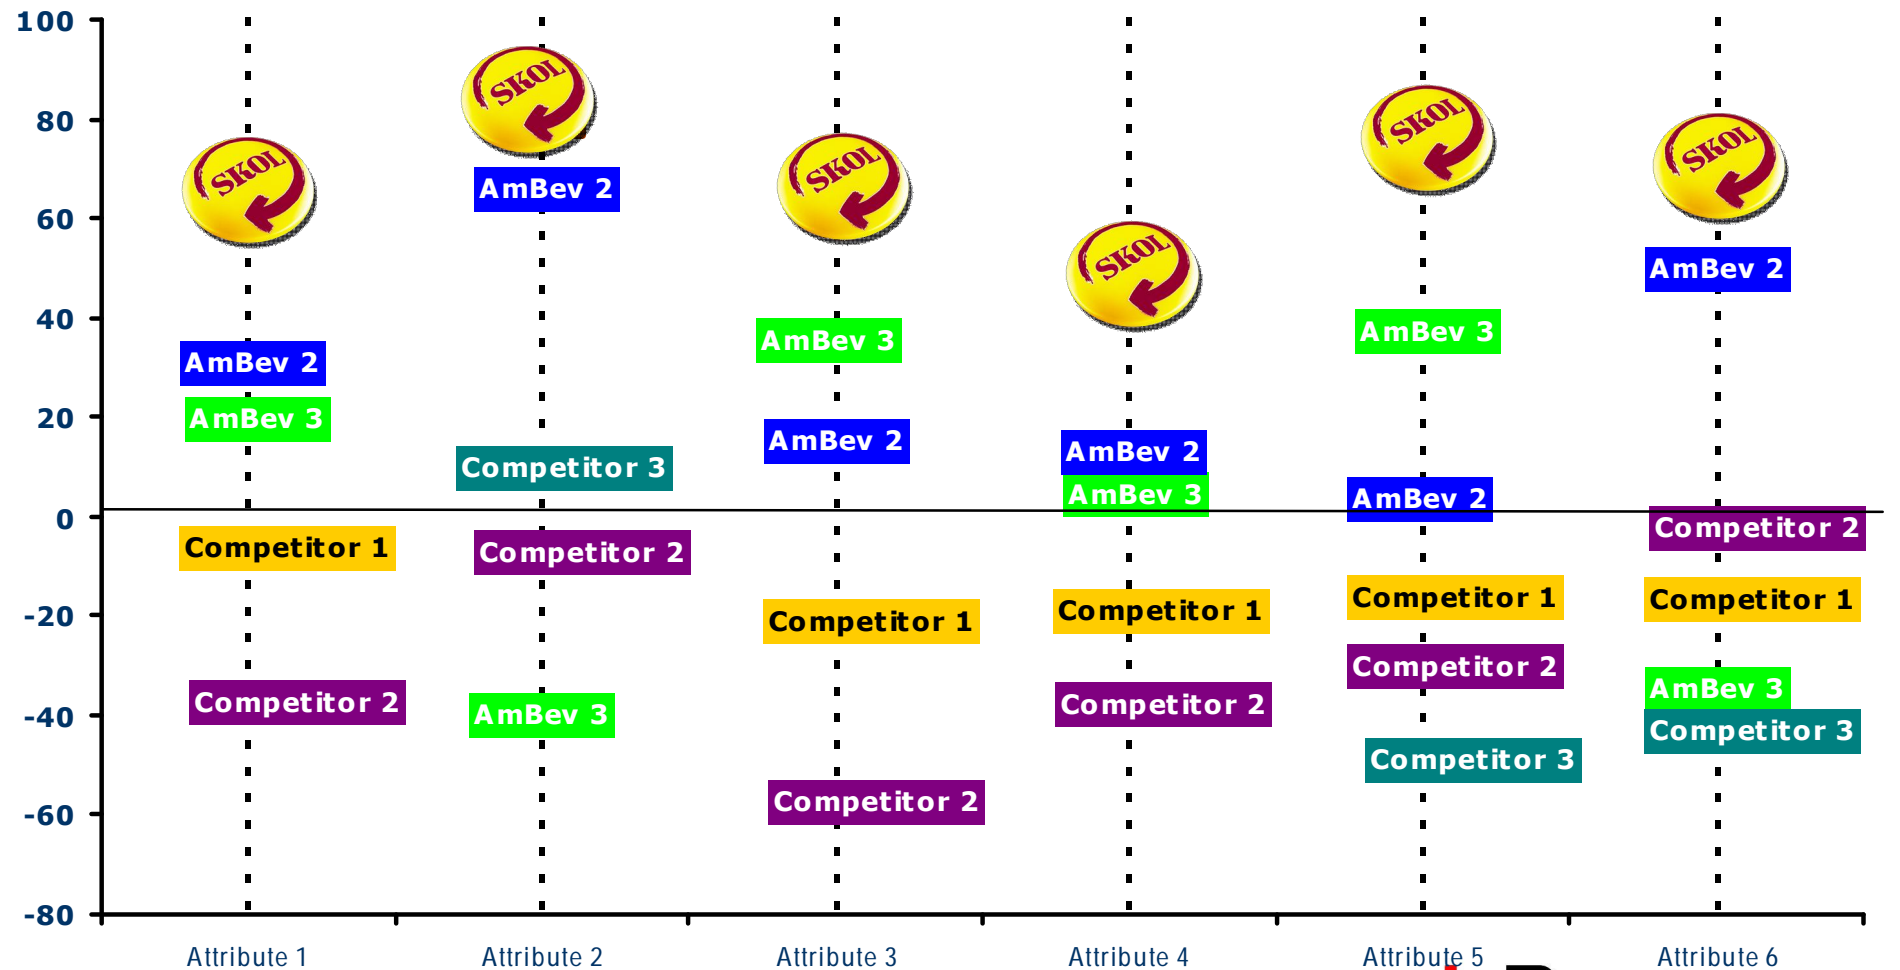 100
80
60
40
20
0
-20
-40
-60
-80
SKOL
AmBev 2
AmBev 3
Competitor 1
Competitor 2
SKOL
AmBev 2
Competitor 3
Competitor 2
AmBev 3
SKOL
AmBev 3
AmBev 2
Competitor 1
Competitor 2
SKOL
AmBev 2
AmBev 3
Competitor 1
Competitor 2
SKOL
AmBev 3
AmBev 2
Competitor 1
Competitor 2
Competitor 3
SKOL
AmBev 2
Competitor 2
Competitor 1
AmBev 3
Competitor 3
Attribute 1
Attribute 2
Attribute 3
Attribute 4
Attribute 5
Attribute 6